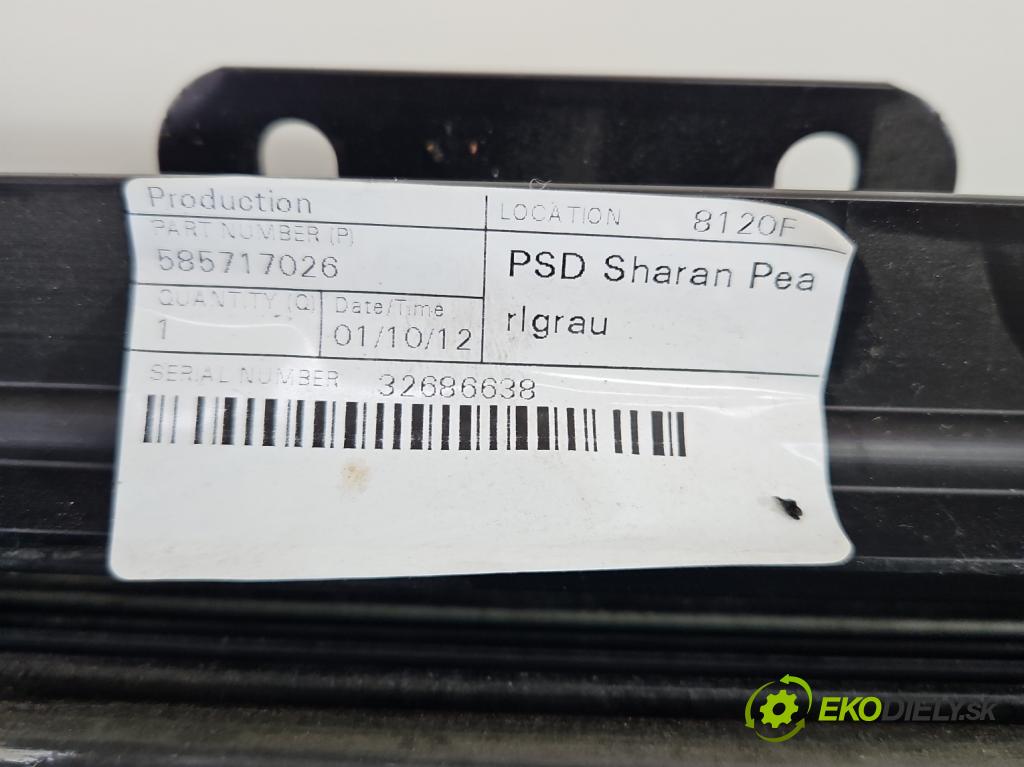 Production
LOCATION 8120F
PART NUMBER (P)
585717026
PSD Sharan Pea
rlgrau
QUANTITY (Q)
1
Date/Time
01/10/12
SERIAL NUMBER 32686638
EKODIELY.SK